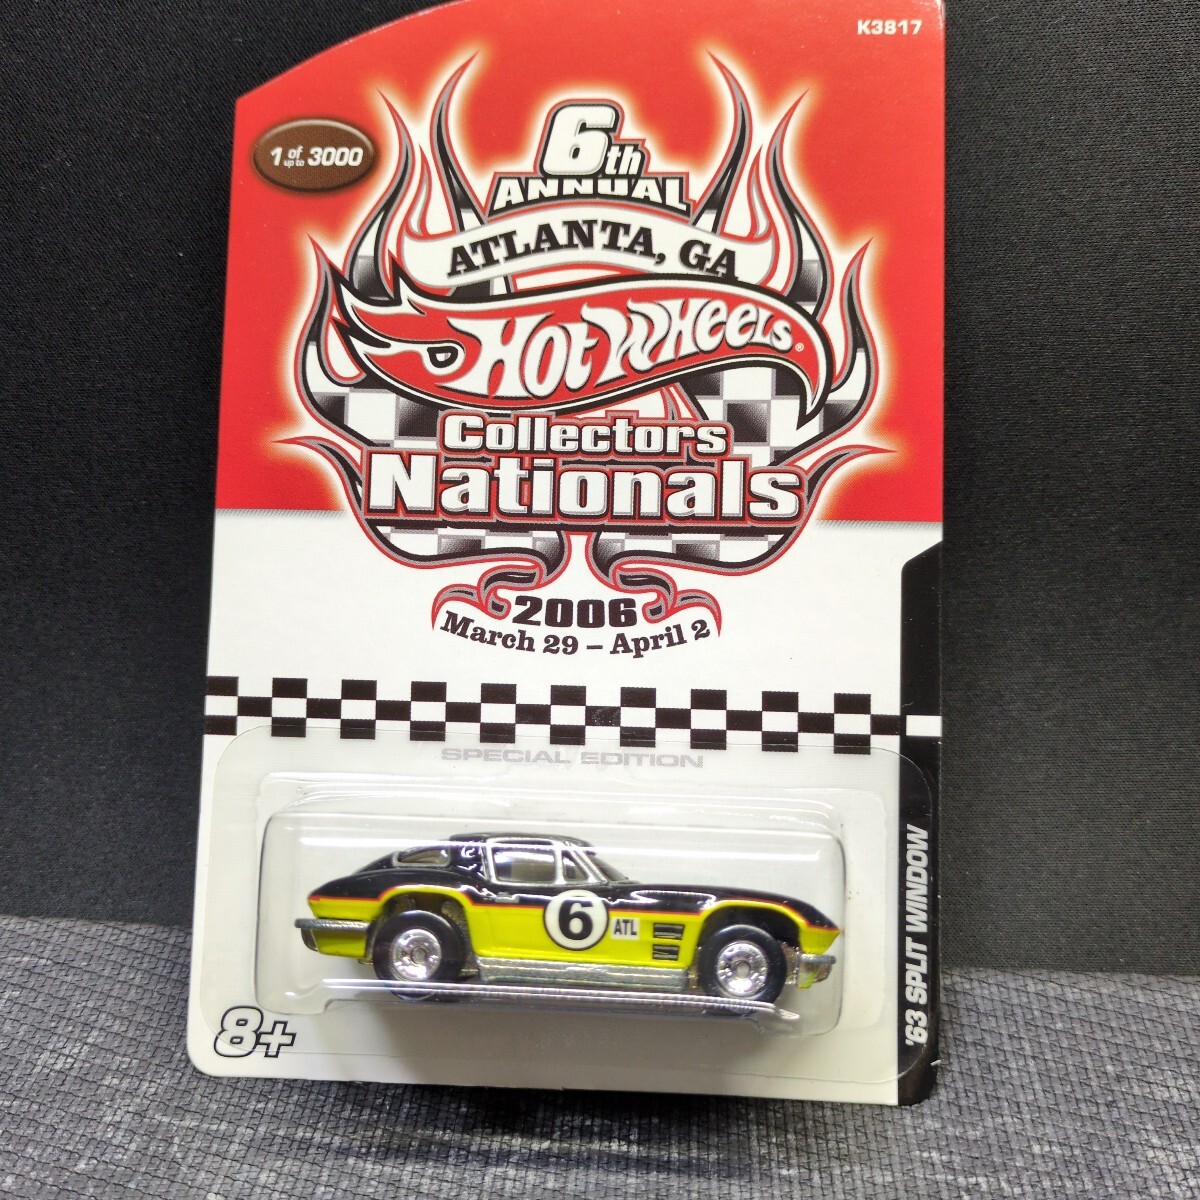 K3817
1 of up to 3000
6th
ANNUAL
ATLANTA, GA
HOT WHEELS®
Collectors
Nationals
2006
March 29 – April 2
SPECIAL EDITION
6 ATL
'63 SPLIT WINDOW
8+